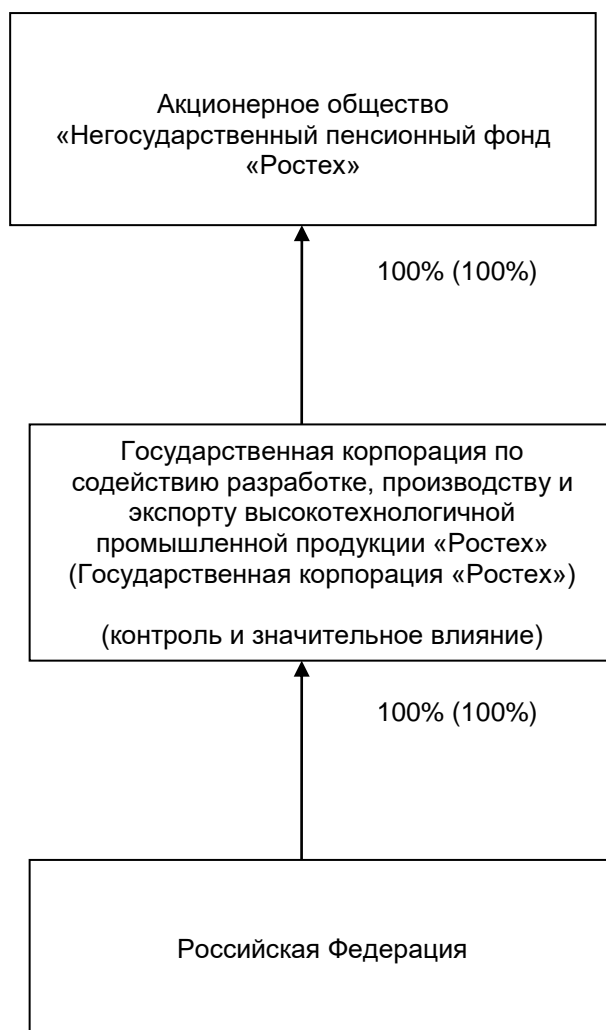 Акционерное общество
«Негосударственный пенсионный фонд
«Ростех»
100% (100%)
Государственная корпорация по
содействию разработке, производству и
экспорту высокотехнологичной
промышленной продукции «Ростех»
(Государственная корпорация «Ростех»)
(контроль и значительное влияние)
100% (100%)
Российская Федерация